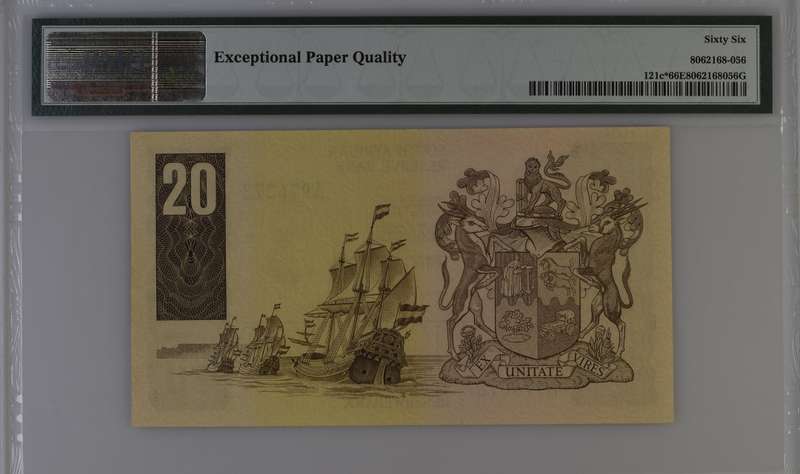 Exceptional Paper Quality
Sixty Six
8062168-056
121c*66E8062168056G
20
EX UNITATE VIRES